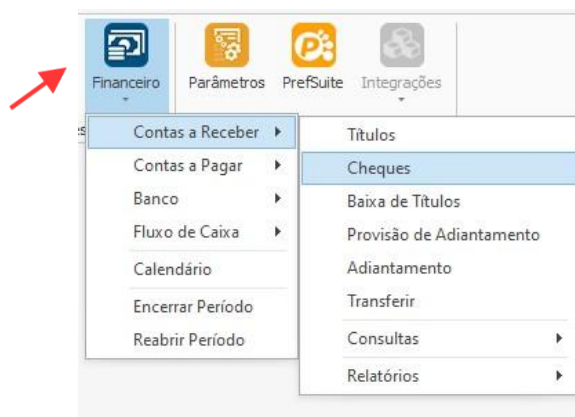 Financeiro
Parâmetros
PrefSuite
Integrações
Contas a Receber
Contas a Pagar
Banco
Fluxo de Caixa
Calendário
Encerrar Período
Reabrir Período
Títulos
Cheques
Baixa de Títulos
Provisão de Adiantamento
Adiantamento
Transferir
Consultas
Relatórios